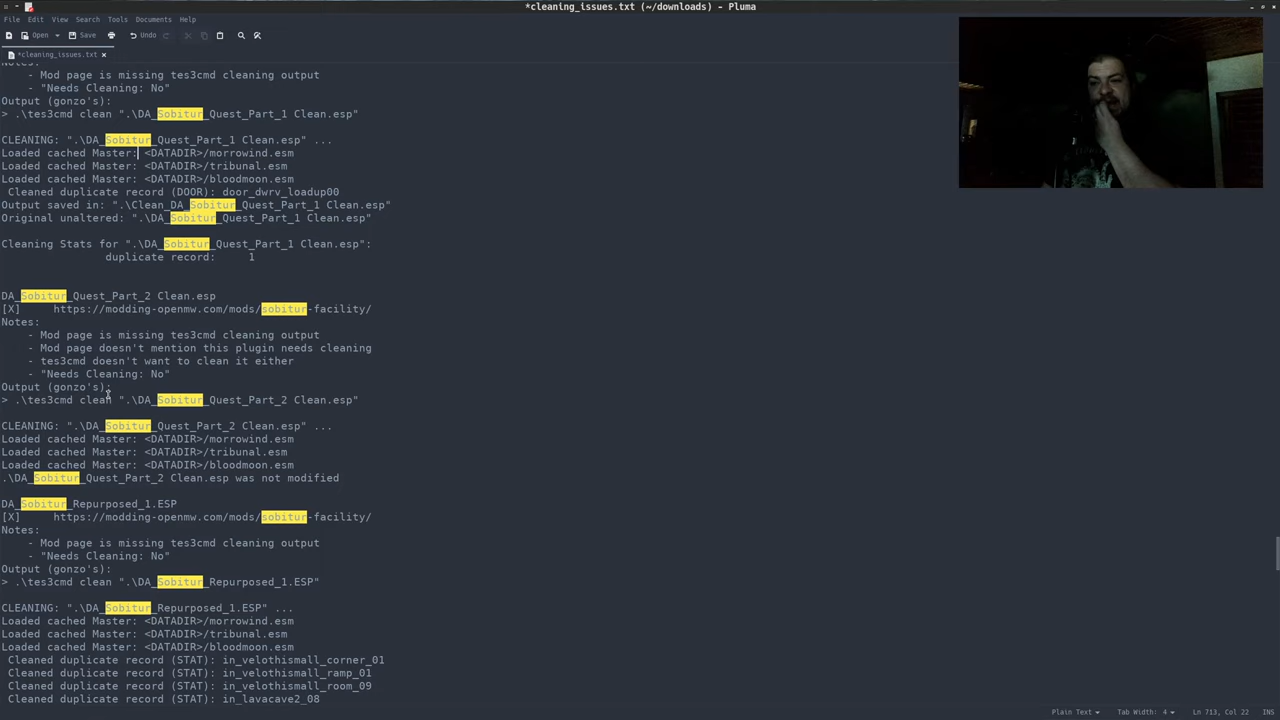 *cleaning_issues.txt (~/downloads) - Pluma
File Edit View Search Tools Documents Help
Open Save Undo
*cleaning_issues.txt
Notes:
- Mod page is missing tes3cmd cleaning output
- "Needs Cleaning: No"
Output (gonzo's):
> .\tes3cmd clean ".\DA_Sobitur_Quest_Part_1 Clean.esp"
CLEANING: ".\DA_Sobitur_Quest_Part_1 Clean.esp" ...
Loaded cached Master: <DATADIR>/morrowind.esm
Loaded cached Master: <DATADIR>/tribunal.esm
Loaded cached Master: <DATADIR>/bloodmoon.esm
Cleaned duplicate record (DOOR): door_dwrv_loadup00
Output saved in: ".\Clean_DA_Sobitur_Quest_Part_1 Clean.esp"
Original unaltered: ".\DA_Sobitur_Quest_Part_1 Clean.esp"
Cleaning Stats for ".\DA_Sobitur_Quest_Part_1 Clean.esp":
duplicate record: 1
DA_Sobitur_Quest_Part_2 Clean.esp
[X] https://modding-openmw.com/mods/sobitur-facility/
Notes:
- Mod page is missing tes3cmd cleaning output
- Mod page doesn't mention this plugin needs cleaning
- tes3cmd doesn't want to clean it either
- "Needs Cleaning: No"
Output (gonzo's):
> .\tes3cmd clean ".\DA_Sobitur_Quest_Part_2 Clean.esp"
CLEANING: ".\DA_Sobitur_Quest_Part_2 Clean.esp" ...
Loaded cached Master: <DATADIR>/morrowind.esm
Loaded cached Master: <DATADIR>/tribunal.esm
Loaded cached Master: <DATADIR>/bloodmoon.esm
.\DA_Sobitur_Quest_Part_2 Clean.esp was not modified
DA_Sobitur_Repurposed_1.ESP
[X] https://modding-openmw.com/mods/sobitur-facility/
Notes:
- Mod page is missing tes3cmd cleaning output
- "Needs Cleaning: No"
Output (gonzo's):
> .\tes3cmd clean ".\DA_Sobitur_Repurposed_1.ESP"
CLEANING: ".\DA_Sobitur_Repurposed_1.ESP" ...
Loaded cached Master: <DATADIR>/morrowind.esm
Loaded cached Master: <DATADIR>/tribunal.esm
Loaded cached Master: <DATADIR>/bloodmoon.esm
Cleaned duplicate record (STAT): in_velothismall_corner_01
Cleaned duplicate record (STAT): in_velothismall_ramp_01
Cleaned duplicate record (STAT): in_velothismall_room_09
Cleaned duplicate record (STAT): in_lavacave2_08
Plain Text Tab Width: 4 Ln 713, Col 22 INS